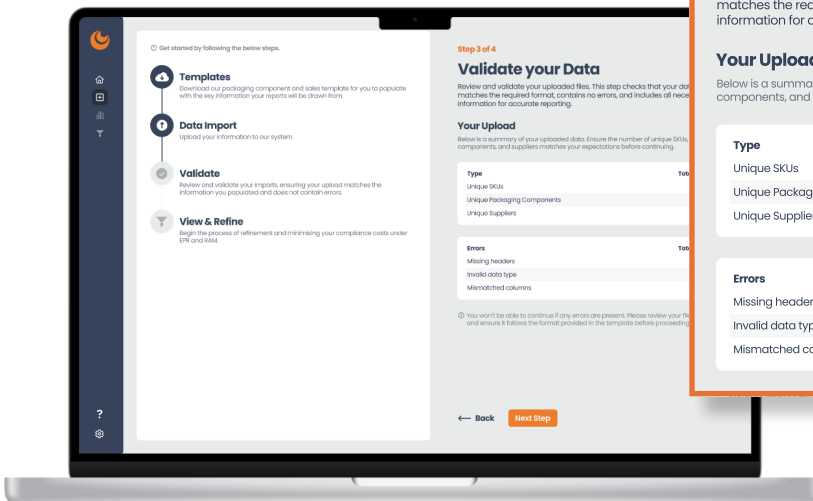 ① Get started by following the below steps.
Templates
Download our packaging component and sales template for you to populate
with the key information your reports will be drawn from.
Data Import
Upload your information to our system.
Validate
Review and validate your imports, ensuring your upload matches the
information you populated and does not contain errors.
View & Refine
Begin the process of refinement and minimising your compliance costs under
EPR and RAM.
?
Step 3 of 4
Validate your Data
Review and validate your uploaded files. This step checks that your dat
matches the required format, contains no errors, and includes all nece
information for accurate reporting.
Your Upload
Below is a summary of your uploaded data. Ensure the number of unique SKUs,
components, and suppliers matches your expectations before continuing.
Type Tot
Unique SKUs
Unique Packaging Components
Unique Suppliers
Errors Tot
Missing headers
Invalid data type
Mismatched columns
① You won't be able to continue if any errors are present. Please review your fil
and ensure it follows the format provided in the template before proceeding
← Back Next Step
matches the rec
information for a
Your Upload
Below is a summa
components, and
Type
Unique SKUs
Unique Packag
Unique Supplier
Errors
Missing header
Invalid data typ
Mismatched co